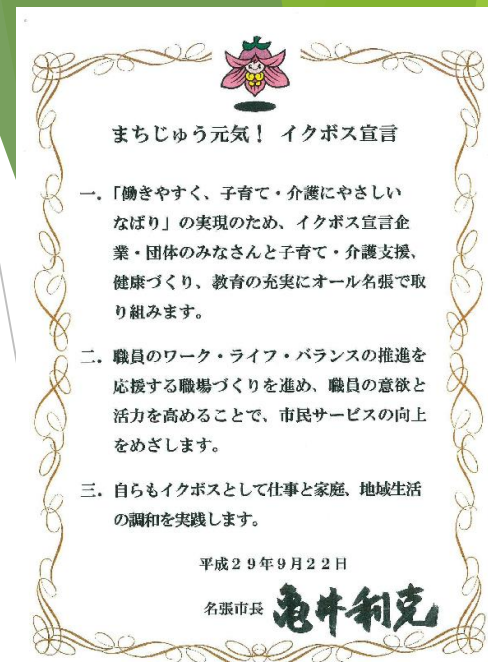 まちじゅう元気！ イクボス宣言
一．「働きやすく、子育て・介護にやさしい
なばり」の実現のため、イクボス宣言企
業・団体のみなさんと子育て・介護支援、
健康づくり、教育の充実にオール名張で取
り組みます。
二．職員のワーク・ライフ・バランスの推進を
応援する職場づくりを進め、職員の意欲と
活力を高めることで、市民サービスの向上
をめざします。
三．自らもイクボスとして仕事と家庭、地域生活
の調和を実践します。
平成２９年９月２２日
名張市長 亀井利克